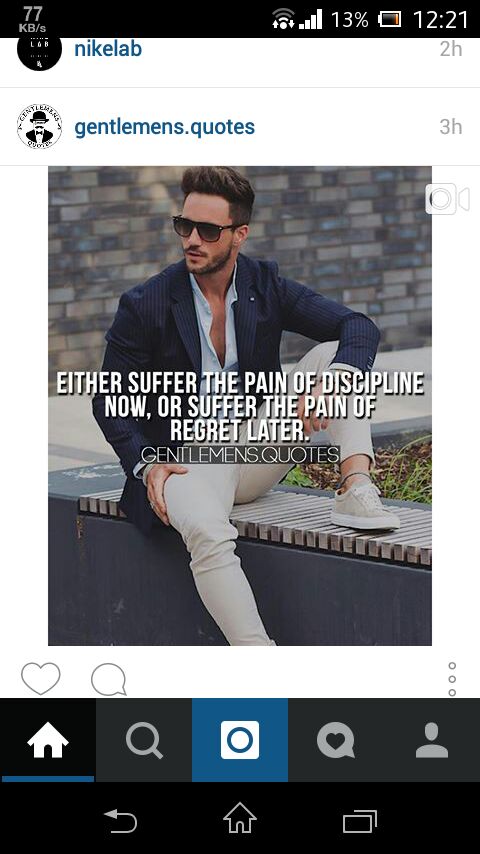 77
KB/s
13%
12:21
LAB
nikelab
2h
GENTLEMENS
QUOTES
gentlemens.quotes
3h
EITHER SUFFER THE PAIN OF DISCIPLINE
NOW, OR SUFFER THE PAIN OF
REGRET LATER.
GENTLEMENS.QUOTES